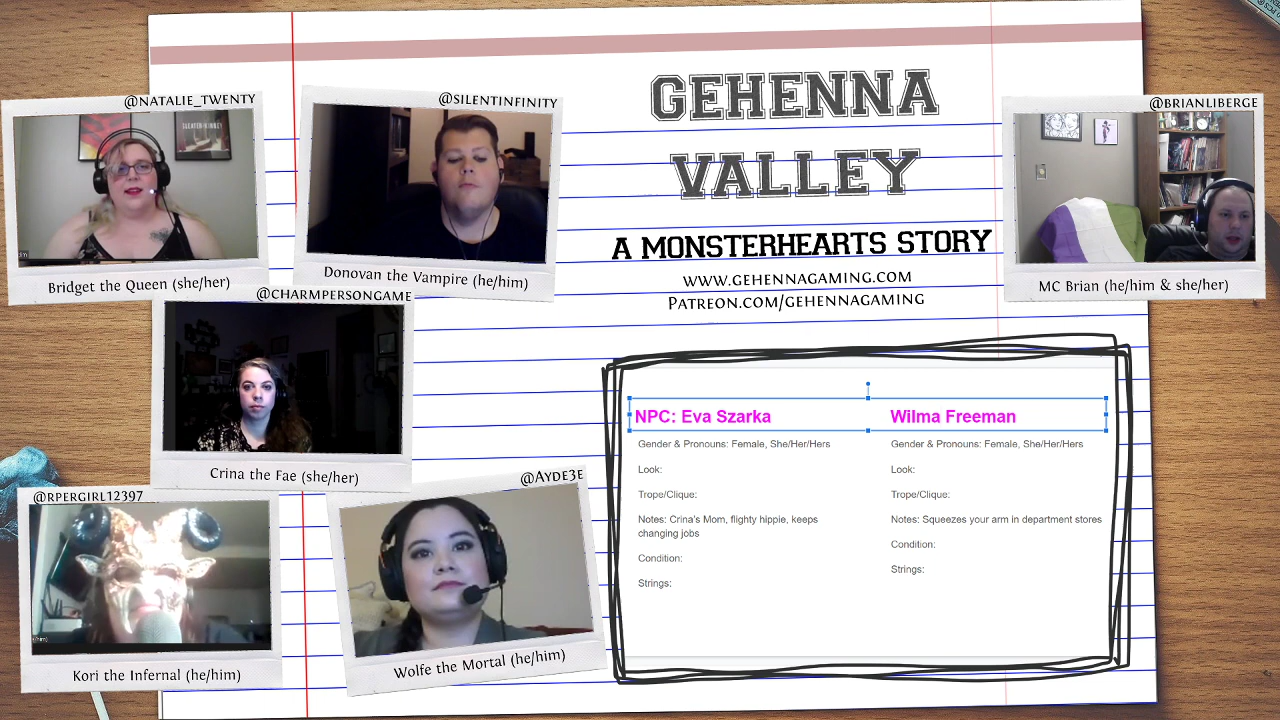 @NATALIE_TWENTY
SLEATER-KINNEY
Bridget the Queen (she/her)
@SILENTINFINITY
Donovan the Vampire (he/him)
GEHENNA
VALLEY
A MONSTERHEARTS STORY
WWW.GEHENNAGAMING.COM
PATREON.COM/GEHENNAGAMING
@BRIANLIBERGE
MC Brian (he/him & she/her)
@CHARMPERSONGAME
Crina the Fae (she/her)
@RPERGIRL12397
Kori the Infernal (he/him)
@AYDE3E
Wolfe the Mortal (he/him)
NPC: Eva Szarka
Gender & Pronouns: Female, She/Her/Hers
Look:
Trope/Clique:
Notes: Crina's Mom, flighty hippie, keeps
changing jobs
Condition:
Strings:
Wilma Freeman
Gender & Pronouns: Female, She/Her/Hers
Look:
Trope/Clique:
Notes: Squeezes your arm in department stores
Condition:
Strings: